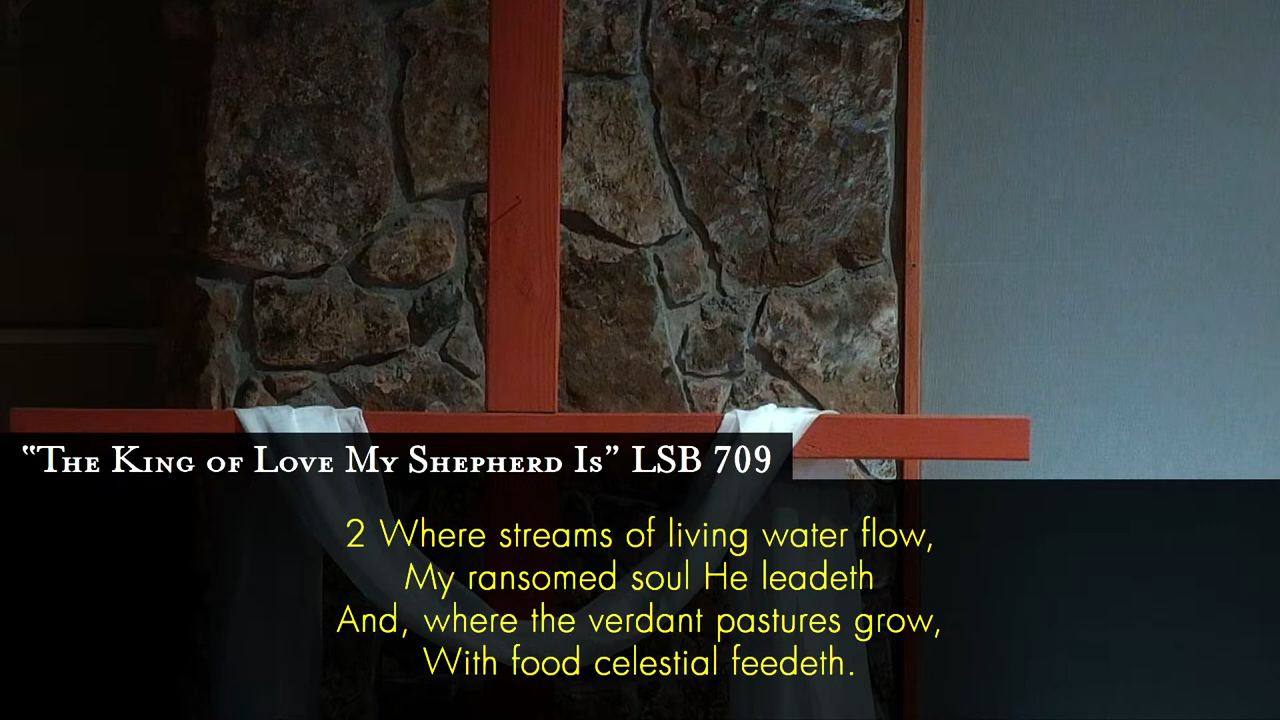 “The King of Love My Shepherd Is” LSB 709
2 Where streams of living water flow,
My ransomed soul He leadeth
And, where the verdant pastures grow,
With food celestial feedeth.